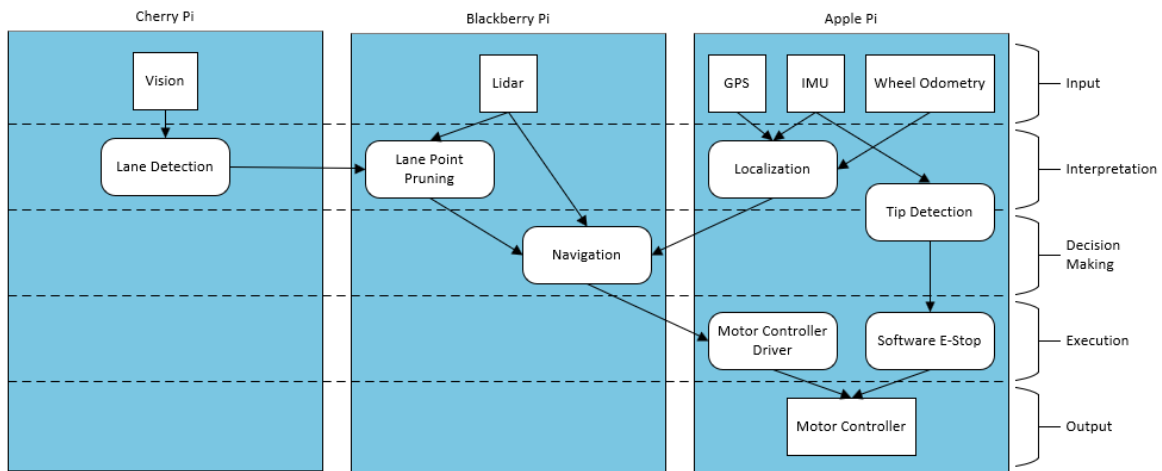 Cherry Pi
Blackberry Pi
Apple Pi
Vision
Lidar
GPS
IMU
Wheel Odometry
Input
Lane Detection
Lane Point
Pruning
Localization
Interpretation
Tip Detection
Navigation
Decision
Making
Motor Controller
Driver
Software E-Stop
Execution
Motor Controller
Output